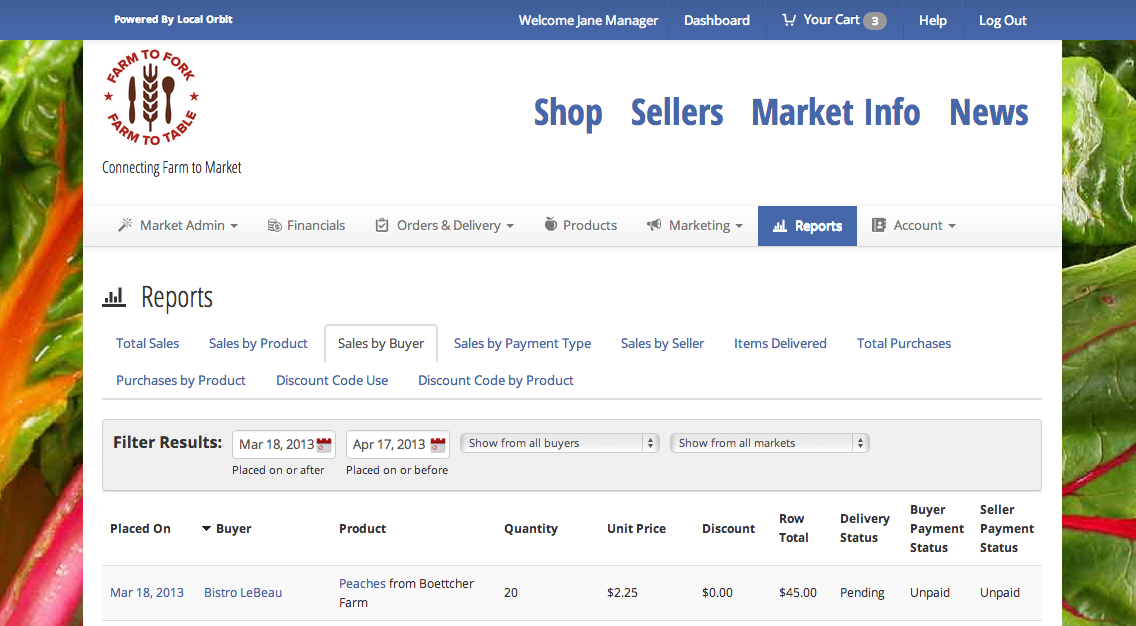 Powered By Local Orbit
Welcome Jane Manager
Dashboard
Your Cart 3
Help
Log Out
FARM TO FORK
FARM TO TABLE
Connecting Farm to Market
Shop Sellers Market Info News
Market Admin
Financials
Orders & Delivery
Products
Marketing
Reports
Account
Reports
Total Sales
Sales by Product
Sales by Buyer
Sales by Payment Type
Sales by Seller
Items Delivered
Total Purchases
Purchases by Product
Discount Code Use
Discount Code by Product
Filter Results:
Mar 18, 2013
Apr 17, 2013
Show from all buyers
Show from all markets
Placed on or after
Placed on or before
Placed On
Buyer
Product
Quantity
Unit Price
Discount
Row
Total
Delivery
Status
Buyer
Payment
Status
Seller
Payment
Status
Mar 18, 2013
Bistro LeBeau
Peaches from Boettcher
Farm
20
$2.25
$0.00
$45.00
Pending
Unpaid
Unpaid